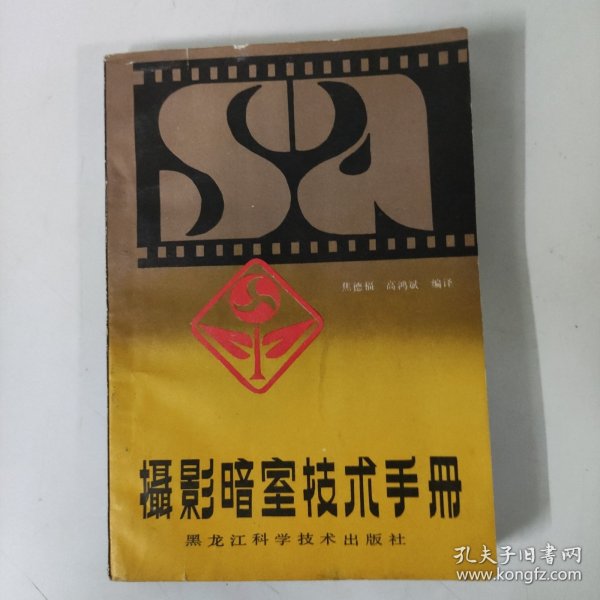 焦德福 高鸿斌 编译
攝影暗室技术手册
黑龙江科学技术出版社
孔夫子旧书网
www.kongfz.com